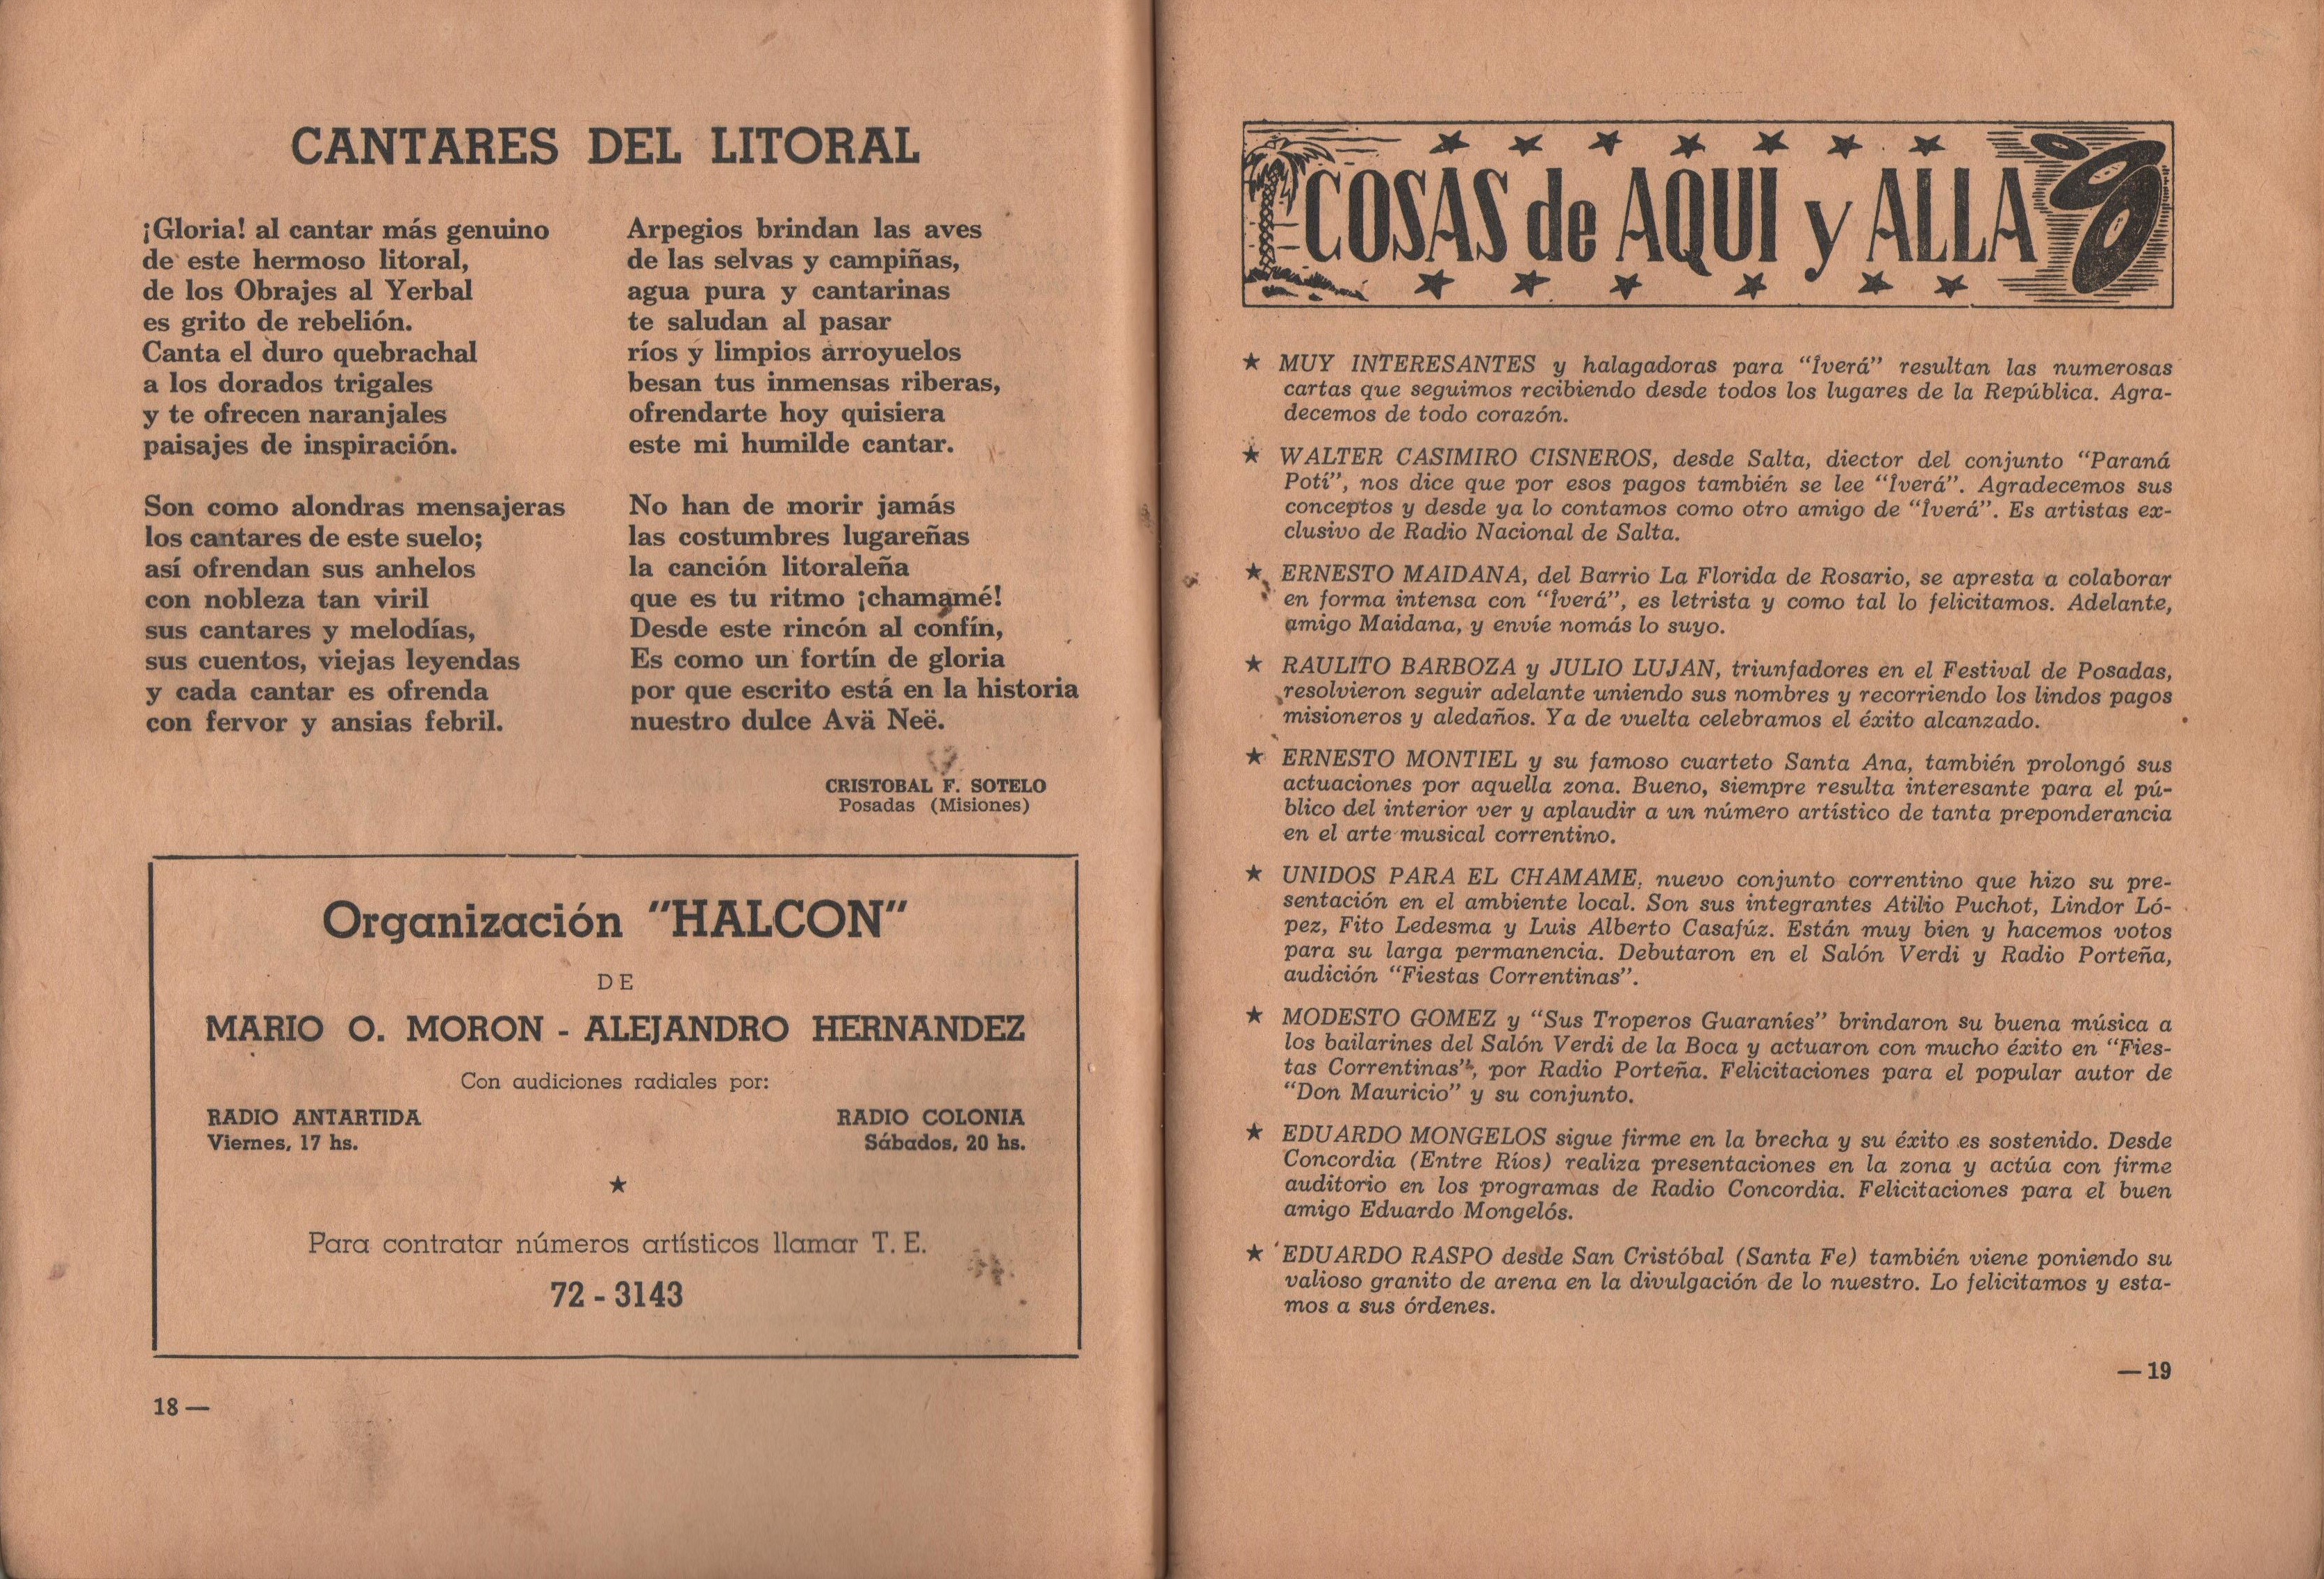 CANTARES DEL LITORAL
¡Gloria! al cantar más genuino
de este hermoso litoral,
de los Obrajes al Yerbal
es grito de rebelión.
Canta el duro quebrachal
a los dorados trigales
y te ofrecen naranjales
paisajes de inspiración.
Son como alondras mensajeras
los cantares de este suelo;
así ofrendan sus anhelos
con nobleza tan viril
sus cantares y melodías,
sus cuentos, viejas leyendas
y cada cantar es ofrenda
con fervor y ansias febril.
Arpegios brindan las aves
de las selvas y campiñas,
agua pura y cantarinas
te saludan al pasar
ríos y limpios arroyuelos
besan tus inmensas riberas,
ofrendarte hoy quisiera
este mi humilde cantar.
No han de morir jamás
las costumbres lugareñas
la canción litoraleña
que es tu ritmo ¡chamamé!
Desde este rincón al confín,
Es como un fortín de gloria
por que escrito está en la historia
nuestro dulce Avä Neë.
CRISTOBAL F. SOTELO
Posadas (Misiones)
Organización "HALCON"
DE
MARIO O. MORON - ALEJANDRO HERNANDEZ
Con audiciones radiales por:
RADIO ANTARTIDA
Viernes, 17 hs.
RADIO COLONIA
Sábados, 20 hs.
★
Para contratar números artísticos llamar T. E.
72 - 3143
18 —
COSAS de AQUI y ALLA
★ MUY INTERESANTES y halagadoras para "Îverá" resultan las numerosas
cartas que seguimos recibiendo desde todos los lugares de la República. Agra-
decemos de todo corazón.
★ WALTER CASIMIRO CISNEROS, desde Salta, diector del conjunto "Paraná
Potí", nos dice que por esos pagos también se lee "Îverá". Agradecemos sus
conceptos y desde ya lo contamos como otro amigo de "Îverá". Es artistas ex-
clusivo de Radio Nacional de Salta.
★ ERNESTO MAIDANA, del Barrio La Florida de Rosario, se apresta a colaborar
en forma intensa con "Îverá", es letrista y como tal lo felicitamos. Adelante,
amigo Maidana, y envíe nomás lo suyo.
★ RAULITO BARBOZA y JULIO LUJAN, triunfadores en el Festival de Posadas,
resolvieron seguir adelante uniendo sus nombres y recorriendo los lindos pagos
misioneros y aledaños. Ya de vuelta celebramos el éxito alcanzado.
★ ERNESTO MONTIEL y su famoso cuarteto Santa Ana, también prolongó sus
actuaciones por aquella zona. Bueno, siempre resulta interesante para el pú-
blico del interior ver y aplaudir a un número artístico de tanta preponderancia
en el arte musical correntino.
★ UNIDOS PARA EL CHAMAME, nuevo conjunto correntino que hizo su pre-
sentación en el ambiente local. Son sus integrantes Atilio Puchot, Lindor Ló-
pez, Fito Ledesma y Luis Alberto Casafúz. Están muy bien y hacemos votos
para su larga permanencia. Debutaron en el Salón Verdi y Radio Porteña,
audición "Fiestas Correntinas".
★ MODESTO GOMEZ y "Sus Troperos Guaraníes" brindaron su buena música a
los bailarines del Salón Verdi de la Boca y actuaron con mucho éxito en "Fies-
tas Correntinas", por Radio Porteña. Felicitaciones para el popular autor de
"Don Mauricio" y su conjunto.
★ EDUARDO MONGELOS sigue firme en la brecha y su éxito es sostenido. Desde
Concordia (Entre Ríos) realiza presentaciones en la zona y actúa con firme
auditorio en los programas de Radio Concordia. Felicitaciones para el buen
amigo Eduardo Mongelós.
★ EDUARDO RASPO desde San Cristóbal (Santa Fe) también viene poniendo su
valioso granito de arena en la divulgación de lo nuestro. Lo felicitamos y esta-
mos a sus órdenes.
— 19